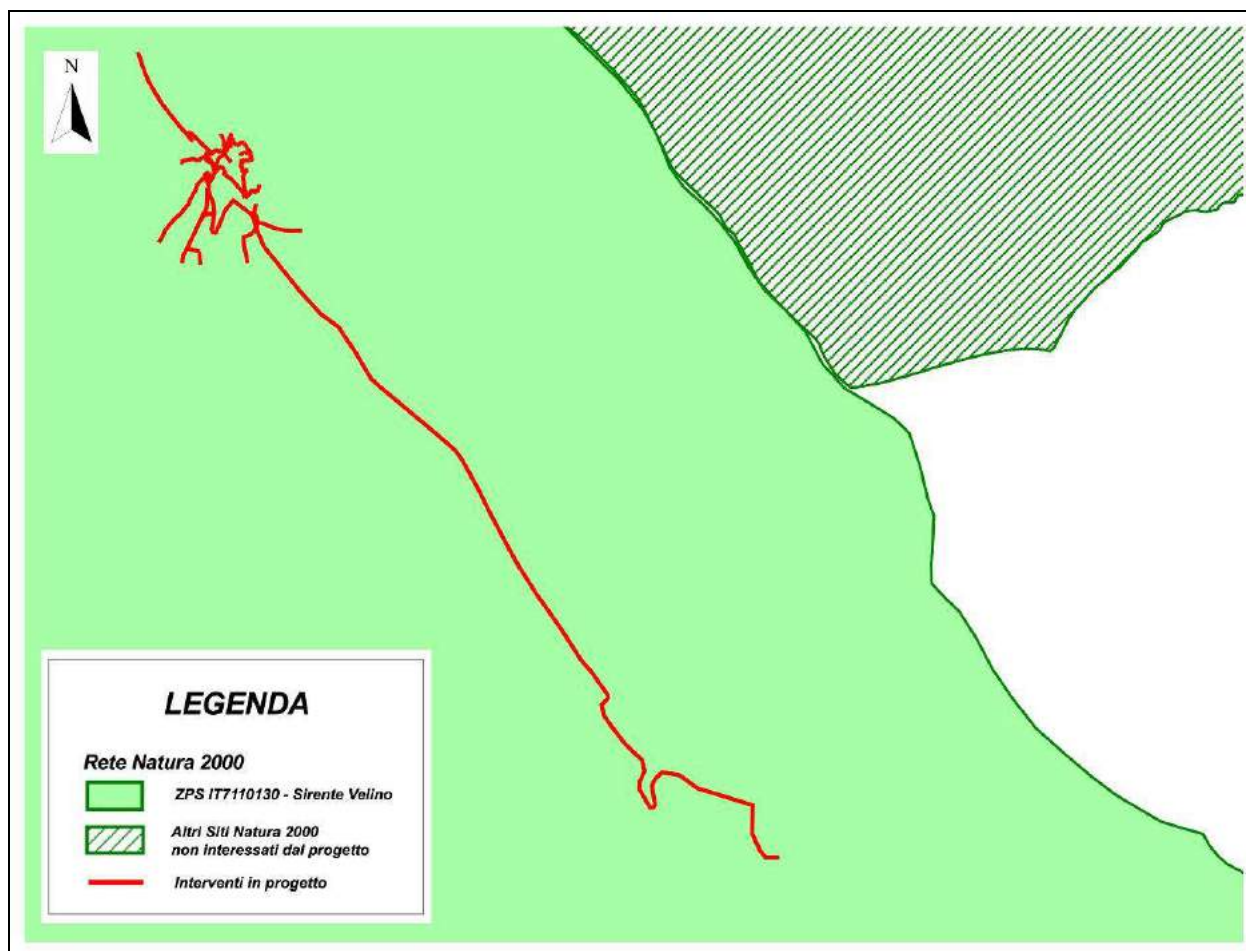 N
LEGENDA
Rete Natura 2000
ZPS IT7110130 - Sirente Velino
Altri Siti Natura 2000
non interessati dal progetto
Interventi in progetto